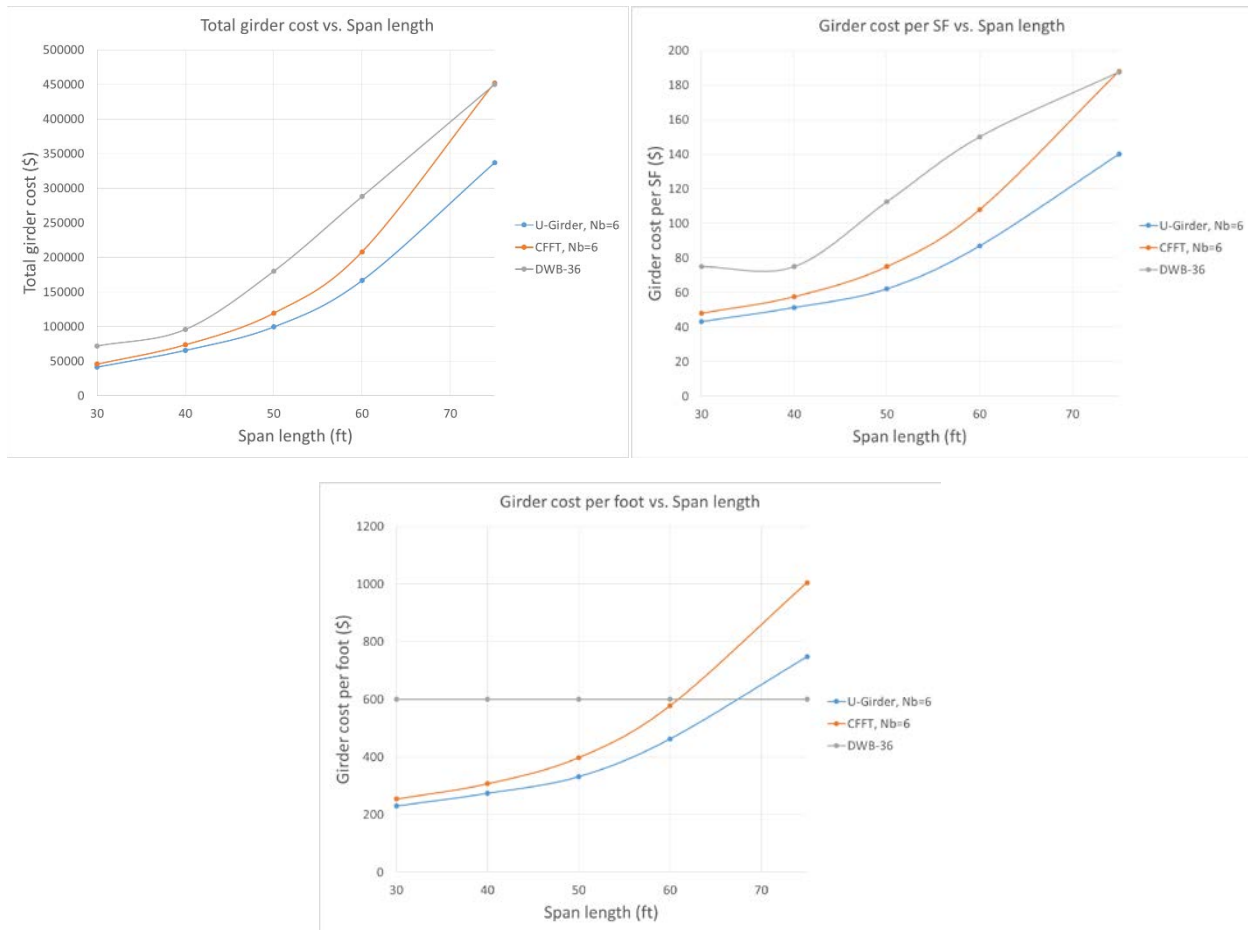 Total girder cost vs. Span length
500000
450000
400000
350000
300000
250000
200000
150000
100000
50000
0
Total girder cost ($)
30 40 50 60 70
Span length (ft)
U-Girder, Nb=6
CFFT, Nb=6
DWB-36
Girder cost per SF vs. Span length
200
180
160
140
120
100
80
60
40
20
0
Girder cost per SF ($)
30 40 50 60 70
Span length (ft)
U-Girder, Nb=6
CFFT, Nb=6
DWB-36
Girder cost per foot vs. Span length
1200
1000
800
600
400
200
0
Girder cost per foot ($)
30 40 50 60 70
Span length (ft)
U-Girder, Nb=6
CFFT, Nb=6
DWB-36